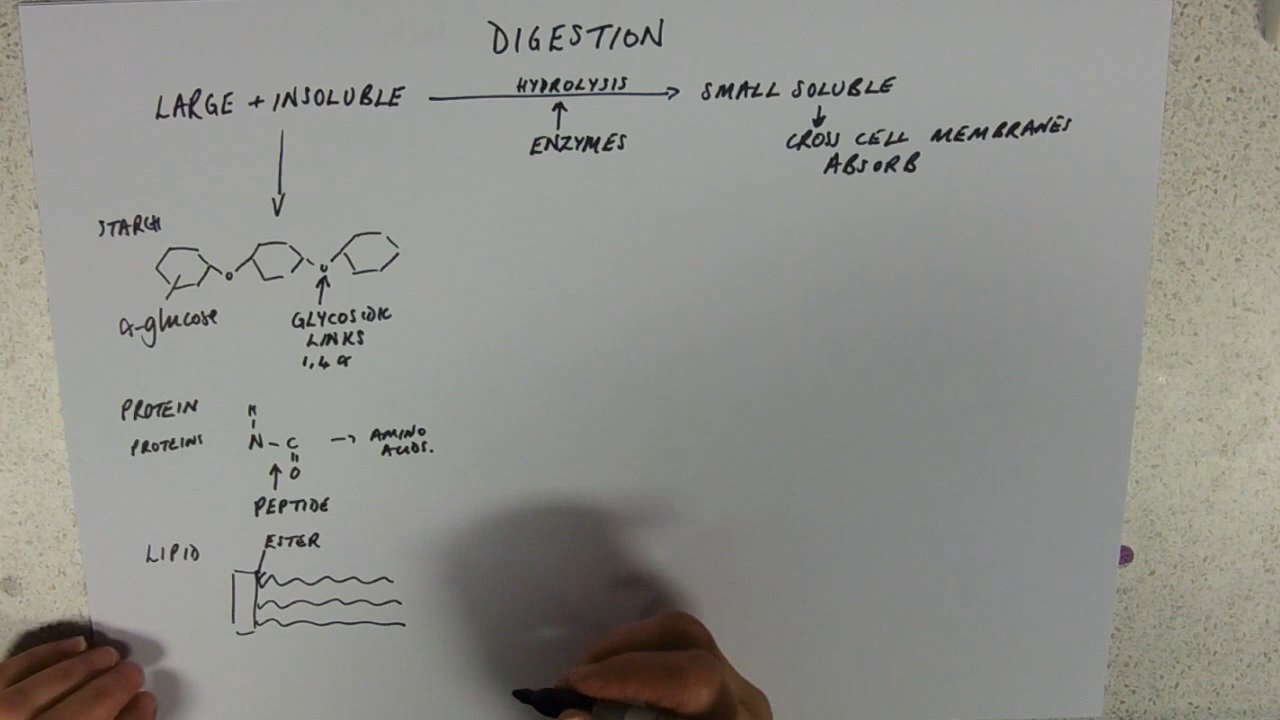 DIGESTION
LARGE + INSOLUBLE
HYDROLYSIS
SMALL SOLUBLE
ENZYMES
CROSS CELL MEMBRANES
ABSORB
STARCH
O
O
α-glucose
GLYCOSIDIC
LINKS
1,4 α
PROTEIN
H
PROTEINS
N - C
AMINO
ACIDS.
O
PEPTIDE
ESTER
LIPID